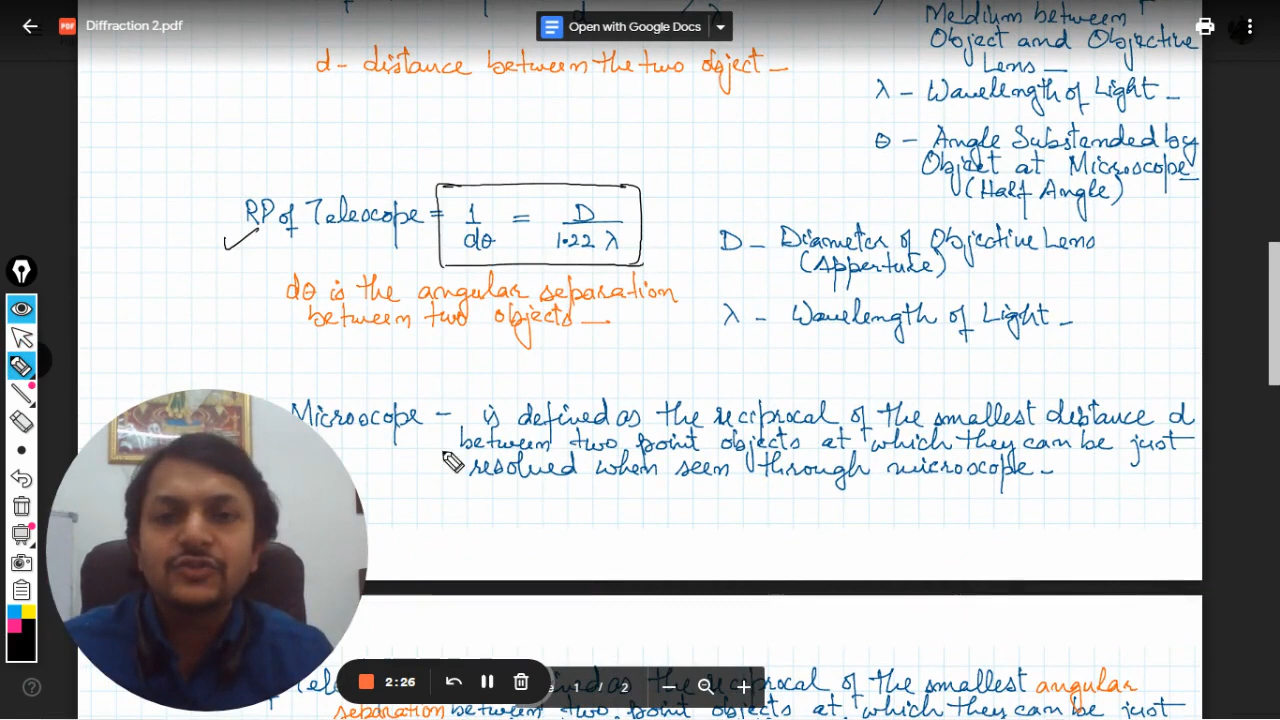 Diffraction 2.pdf
Open with Google Docs
d - distance between the two object -
Meldium between
Object and Objective
Lens -
λ - Wavelength of Light -
θ - Angle Substended by
Object at Microscope
(Half Angle)
RP of Telescope = 1/dθ = D/1.22 λ
dθ is the angular separation
between two objects -
D - Diameter of Objective Lens
(Apperture)
λ - Wavelength of Light -
Microscope - is defined as the reciprocal of the smallest distance d
between two point objects at which they can be just
resolved when seen through microscope -
2:26
1 / 2
the reciprocal of the smallest angular
separation between two point objects at which they can be just